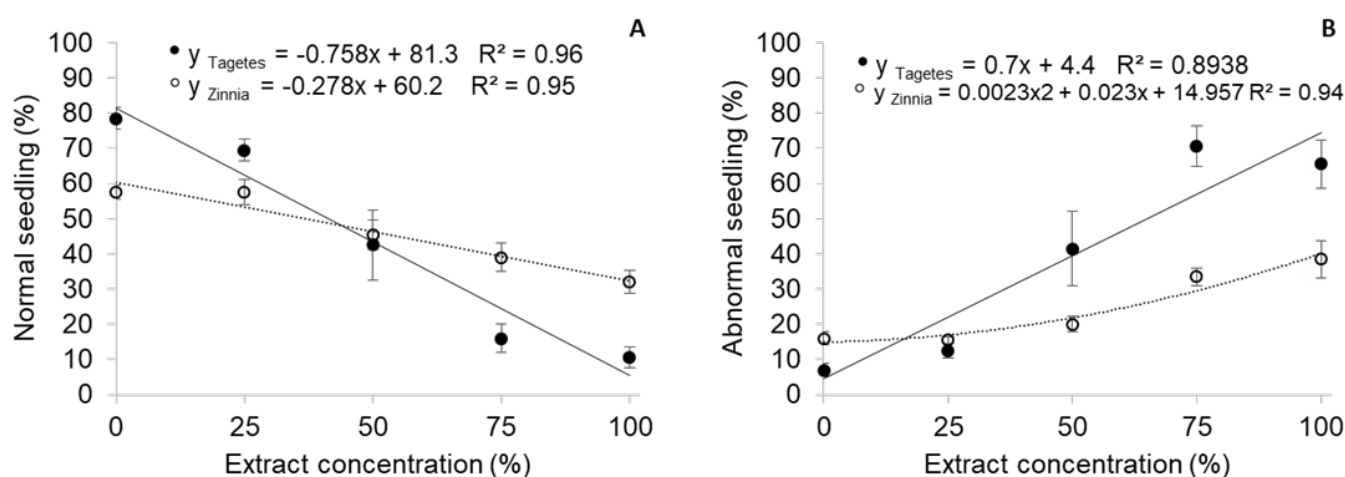 A
y Tagetes = -0.758x + 81.3 R² = 0.96
y Zinnia = -0.278x + 60.2 R² = 0.95
Normal seedling (%)
100
90
80
70
60
50
40
30
20
10
0
0 25 50 75 100
Extract concentration (%)
B
y Tagetes = 0.7x + 4.4 R² = 0.8938
y Zinnia = 0.0023x2 + 0.023x + 14.957 R² = 0.94
Abnormal seedling (%)
100
90
80
70
60
50
40
30
20
10
0
0 25 50 75 100
Extract concentration (%)